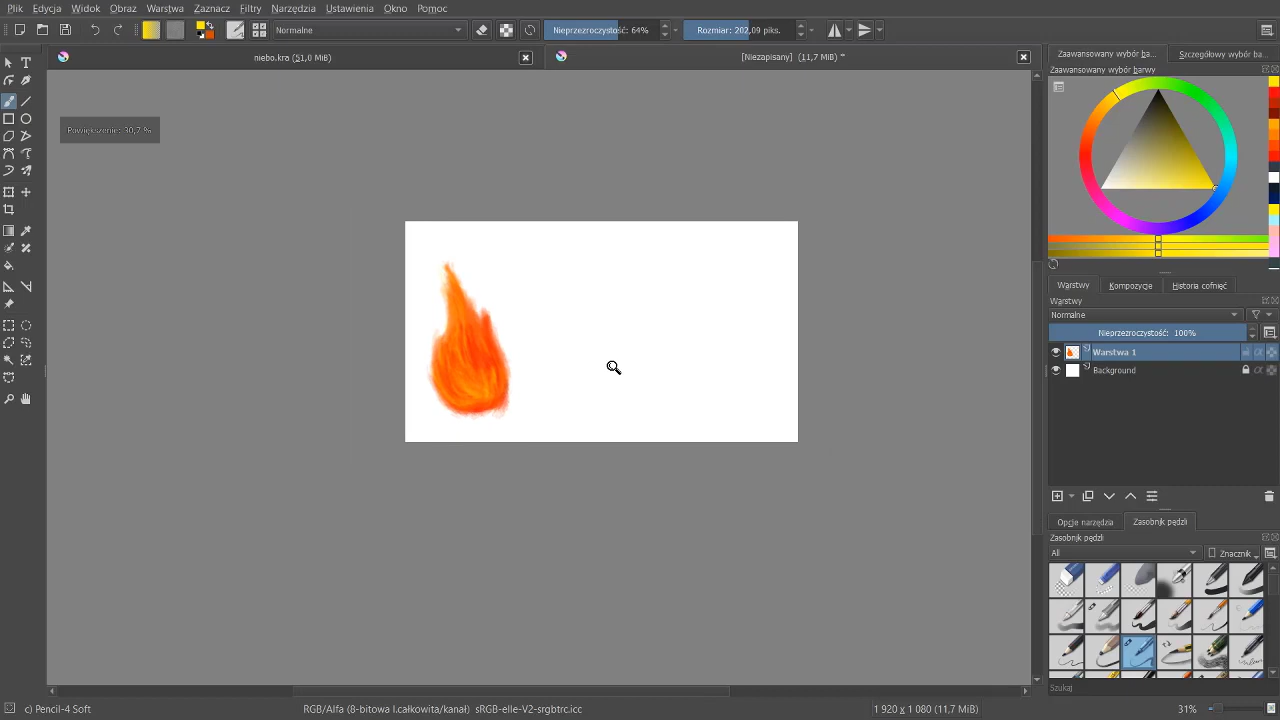 Plik Edycja Widok Obraz Warstwa Zaznacz Filtry Narzędzia Ustawienia Okno Pomoc
Normalne Nieprzezroczystość: 64% Rozmiar: 202,09 piks.
niebo.kra (51,0 MiB) [Niezapisany] (11,7 MiB) *
Zaawansowany wybór ba... Szczegółowy wybór ba...
Zaawansowany wybór barwy
Powiększenie: 30,7 %
Warstwy Kompozycje Historia cofnięć
Warstwy
Normalne
Nieprzezroczystość: 100%
Warstwa 1
Background
Opcje narzędzia Zasobnik pędzli
Zasobnik pędzli
All Znacznik
Szukaj
c) Pencil-4 Soft RGB/Alfa (8-bitowa l.całkowita/kanał) sRGB-elle-V2-srgbtrc.icc 1 920 x 1 080 (11,7 MiB) 31%